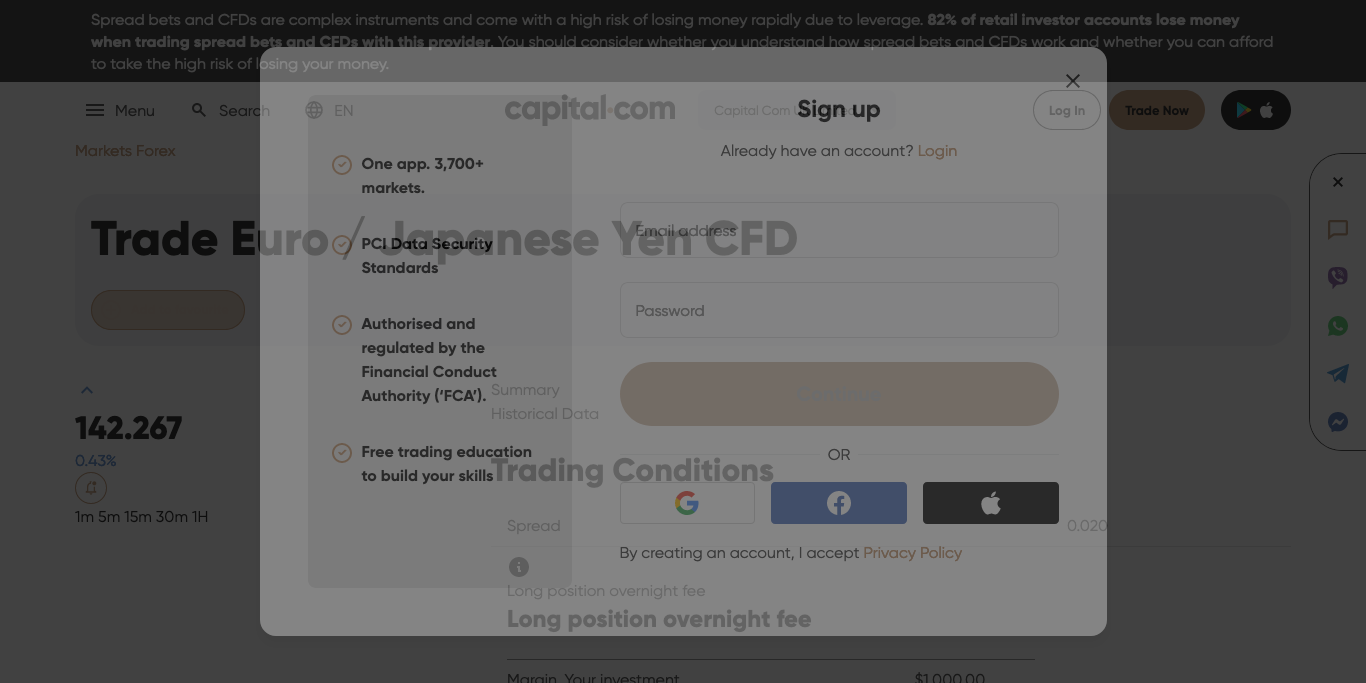 Spread bets and CFDs are complex instruments and come with a high risk of losing money rapidly due to leverage. 82% of retail investor accounts lose money
when trading spread bets and CFDs with this provider. You should consider whether you understand how spread bets and CFDs work and whether you can afford
to take the high risk of losing your money.
Menu
Search
EN
capital.com
Capital Com
Log In
Trade Now
Markets Forex
Trade Euro / Japanese Yen CFD
142.267
0.43%
1m 5m 15m 30m 1H
Summary
Historical Data
Trading Conditions
Spread
0.020
Long position overnight fee
Long position overnight fee
Margin. Your investment
$1,000.00
One app. 3,700+
markets.
PCI Data Security
Standards
Authorised and
regulated by the
Financial Conduct
Authority (‘FCA’).
Free trading education
to build your skills
Sign up
Already have an account? Login
Email address
Password
OR
By creating an account, I accept Privacy Policy